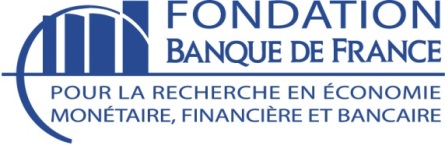 FONDATION
BANQUE DE FRANCE
POUR LA RECHERCHE EN ÉCONOMIE
MONÉTAIRE, FINANCIÈRE ET BANCAIRE